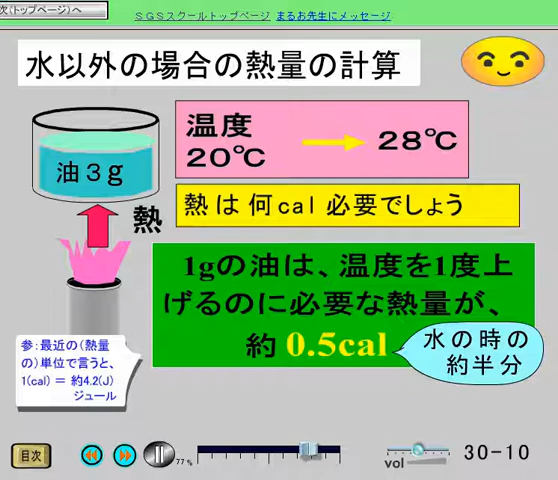 次(トップページ)へ
SGSスクールトップページ まるお先生にメッセージ
水以外の場合の熱量の計算
温度
20℃
28℃
油3g
熱は何cal必要でしょう
熱
1gの油は、温度を1度上
げるのに必要な熱量が、
約 0.5cal
水の時の
約半分
参:最近の(熱量
の)単位で言うと、
1(cal) = 約4.2(J)
ジュール
目次
77%
vol
30-10